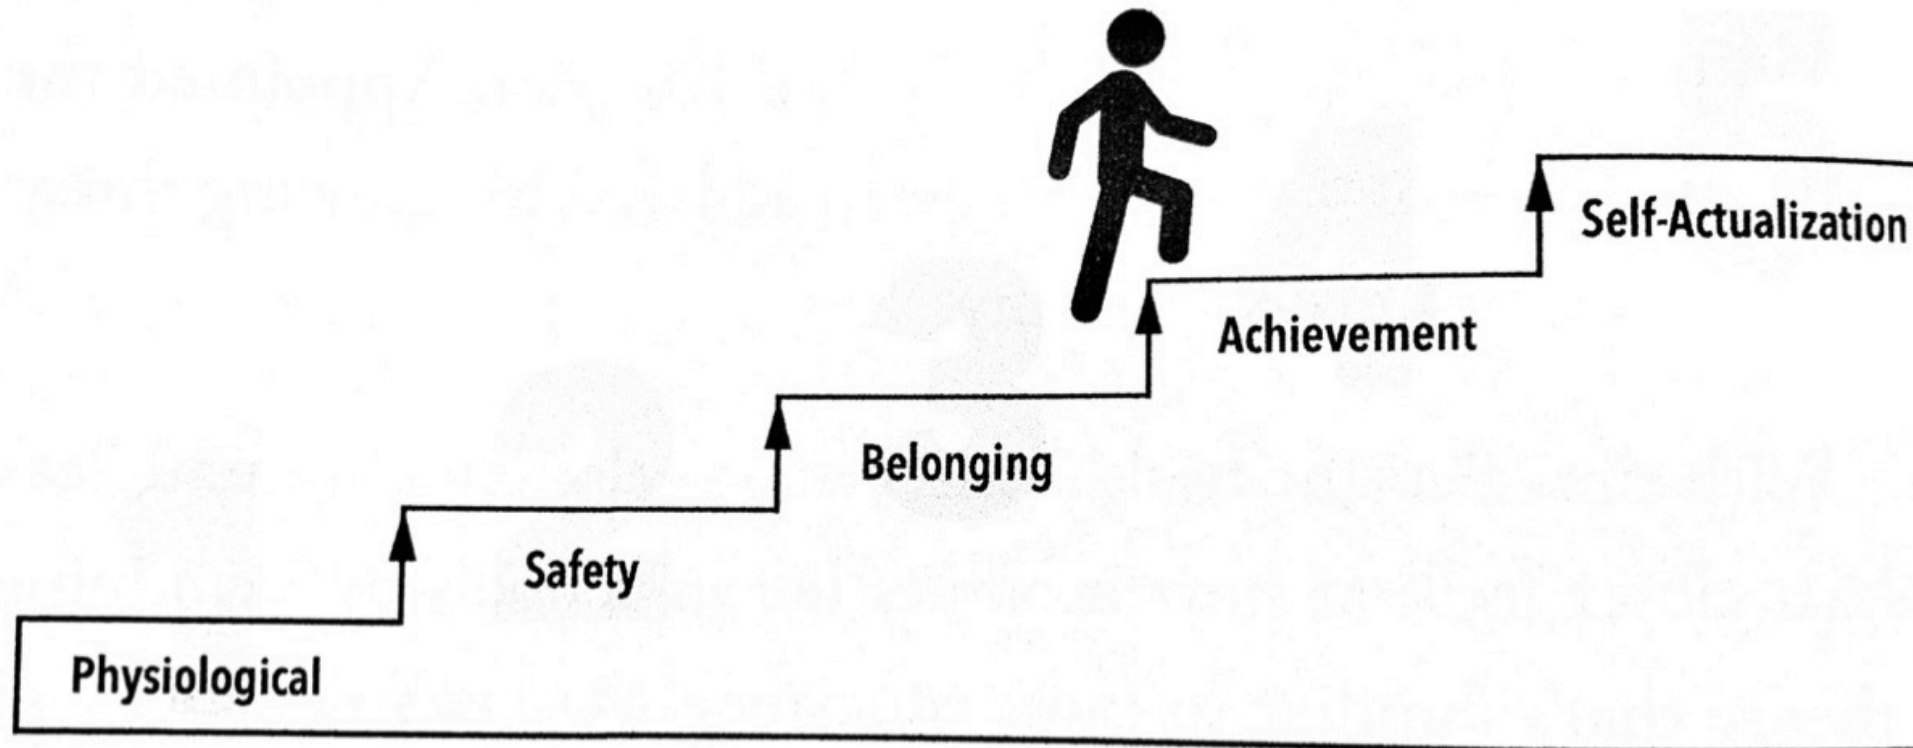 Self-Actualization
Achievement
Belonging
Safety
Physiological